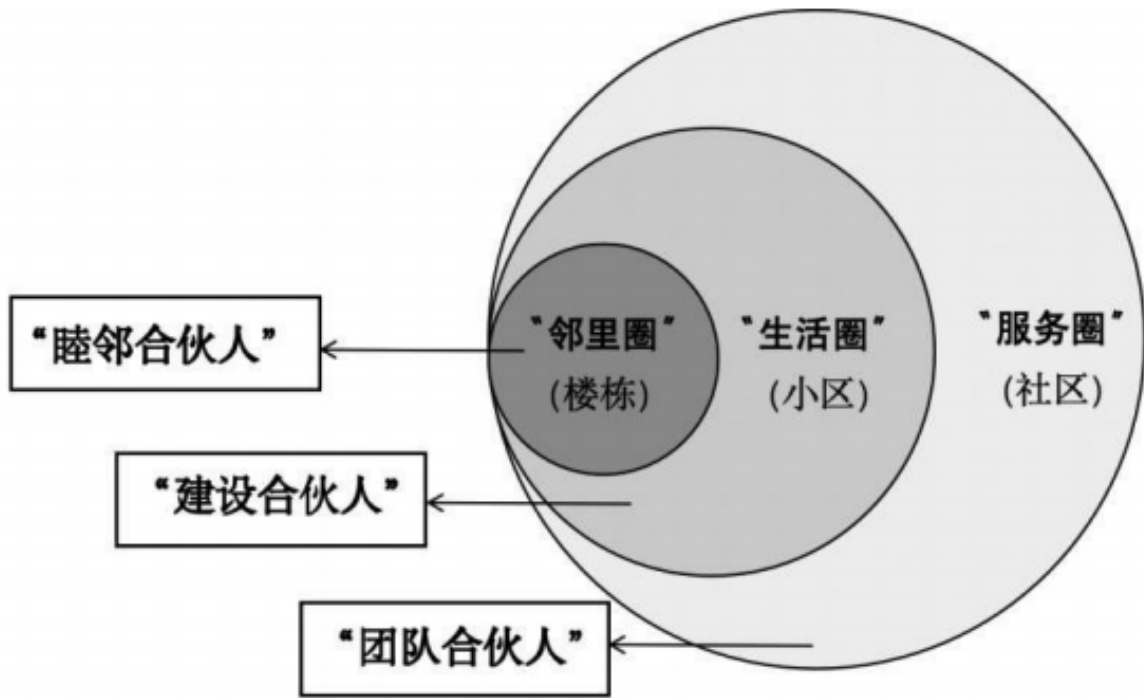 “邻里圈”
(楼栋)
“生活圈”
(小区)
“服务圈”
(社区)
“睦邻合伙人”
“建设合伙人”
“团队合伙人”